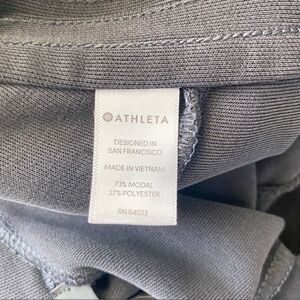 ATHLETA
DESIGNED IN
SAN FRANCISCO
MADE IN VIETNAM
73% MODAL
27% POLYESTER
RN 54023